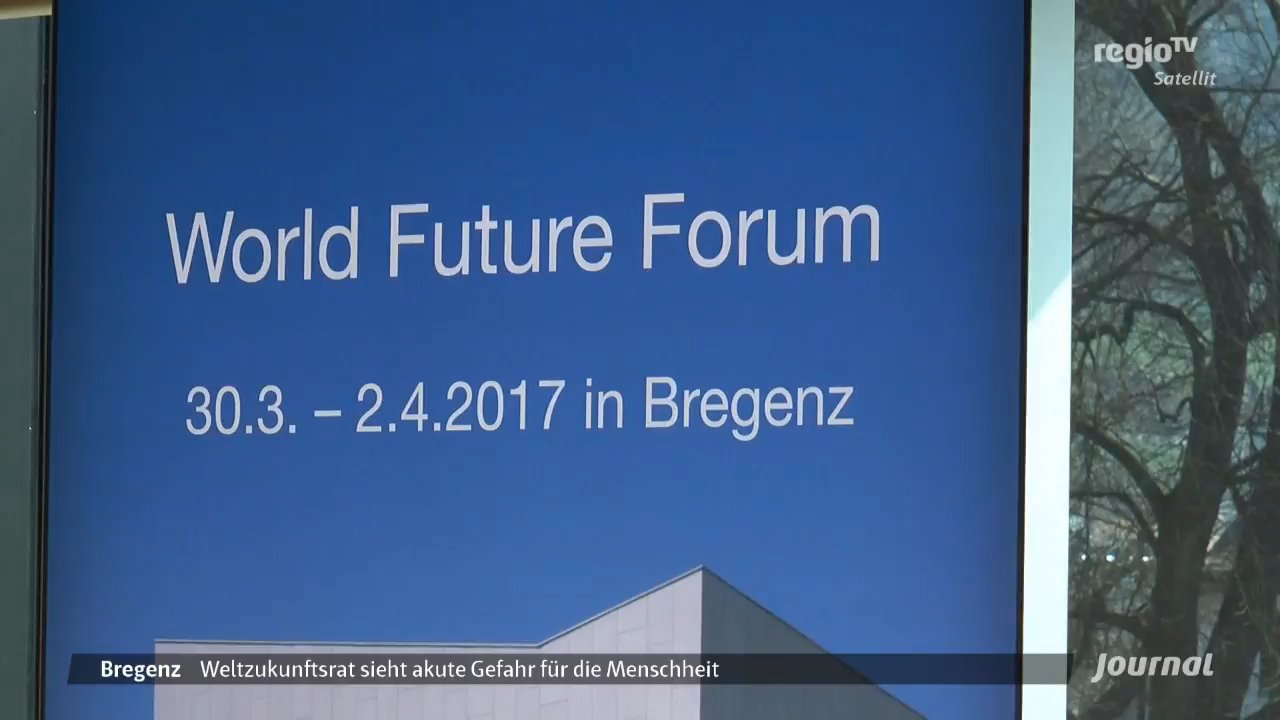 regioTV
Satellit
World Future Forum
30.3. – 2.4.2017 in Bregenz
Bregenz Weltzukunftsrat sieht akute Gefahr für die Menschheit
Journal